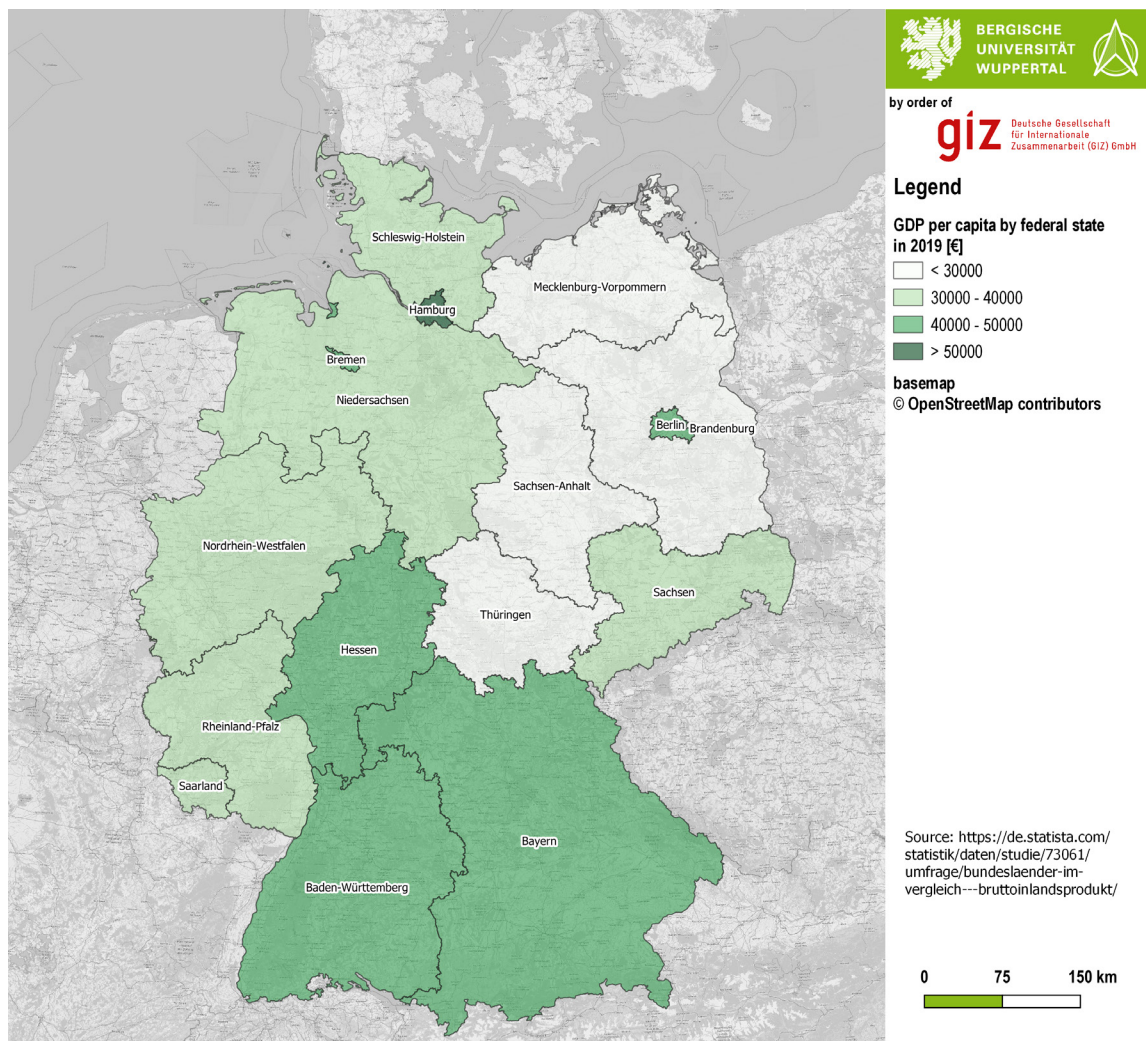 BERGISCHE
UNIVERSITÄT
WUPPERTAL
by order of
giz
Deutsche Gesellschaft
für Internationale
Zusammenarbeit (GIZ) GmbH
Legend
GDP per capita by federal state
in 2019 [€]
< 30000
30000 - 40000
40000 - 50000
> 50000
basemap
© OpenStreetMap contributors
Schleswig-Holstein
Mecklenburg-Vorpommern
Hamburg
Bremen
Niedersachsen
Berlin
Brandenburg
Sachsen-Anhalt
Nordrhein-Westfalen
Sachsen
Thüringen
Hessen
Rheinland-Pfalz
Saarland
Bayern
Baden-Württemberg
Source: https://de.statista.com/
statistik/daten/studie/73061/
umfrage/bundeslaender-im-
vergleich---bruttoinlandsprodukt/
0 75 150 km